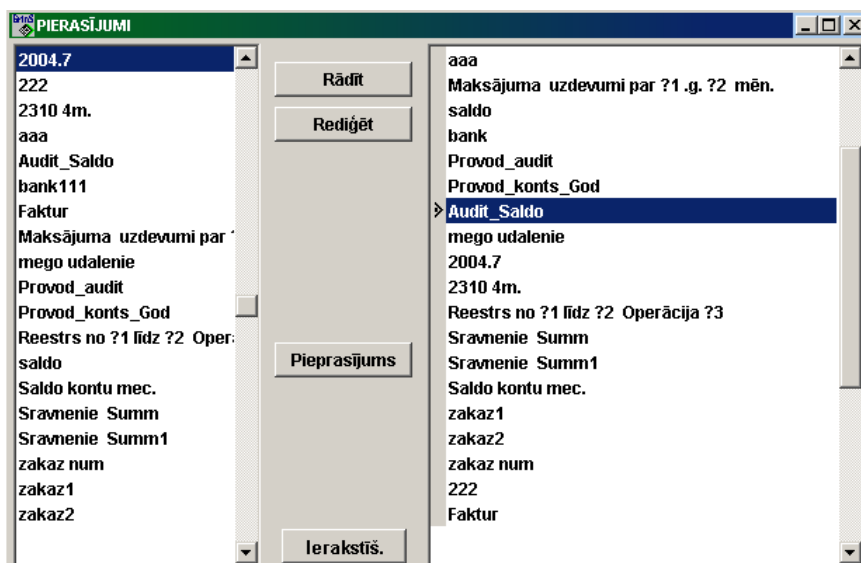 PIERASĪJUMI
2004.7
222
2310 4m.
aaa
Audit_Saldo
bank111
Faktur
Maksājuma uzdevumi par
mego udalenie
Provod_audit
Provod_konts_God
Reestrs no ?1 līdz ?2 Oper
saldo
Saldo kontu mec.
Sravnenie Summ
Sravnenie Summ1
zakaz num
zakaz1
zakaz2
Rādīt
Rediģēt
Pieprasījums
Ierakstīš.
aaa
Maksājuma uzdevumi par ?1 .g. ?2 mēn.
saldo
bank
Provod_audit
Provod_konts_God
Audit_Saldo
mego udalenie
2004.7
2310 4m.
Reestrs no ?1 līdz ?2 Operācija ?3
Sravnenie Summ
Sravnenie Summ1
Saldo kontu mec.
zakaz1
zakaz2
zakaz num
222
Faktur